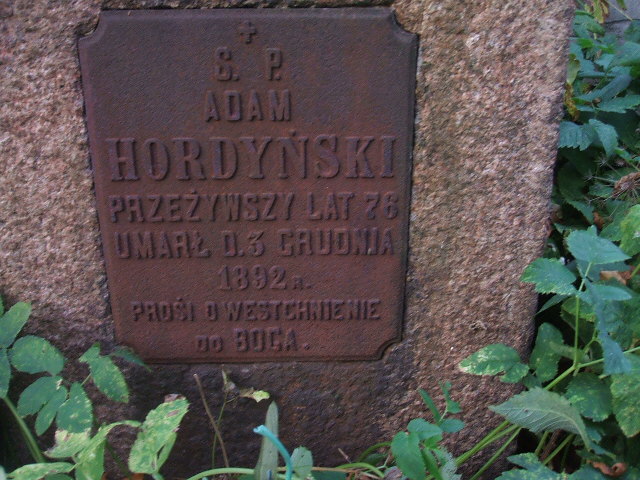 Ś. P.
ADAM
HORDYŃSKI
PRZEŻYWSZY LAT 76
UMARŁ D. 3 GRUDNIA
1892 R.
PROSI O WESTCHNIENIE
DO BOGA.